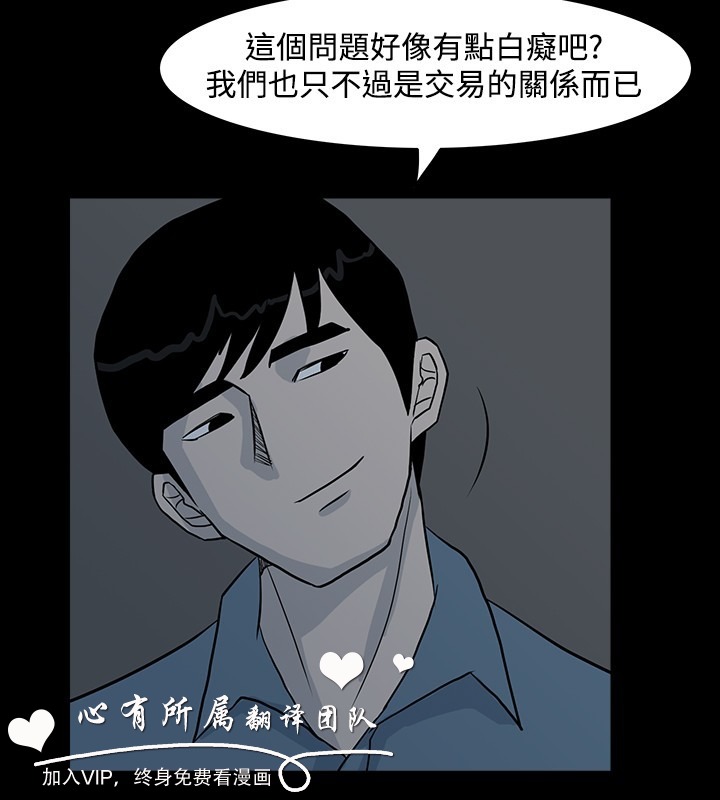 這個問題好像有點白癡吧?
我們也只不過是交易的關係而已
心有所属翻译团队
加入VIP，终身免费看漫画